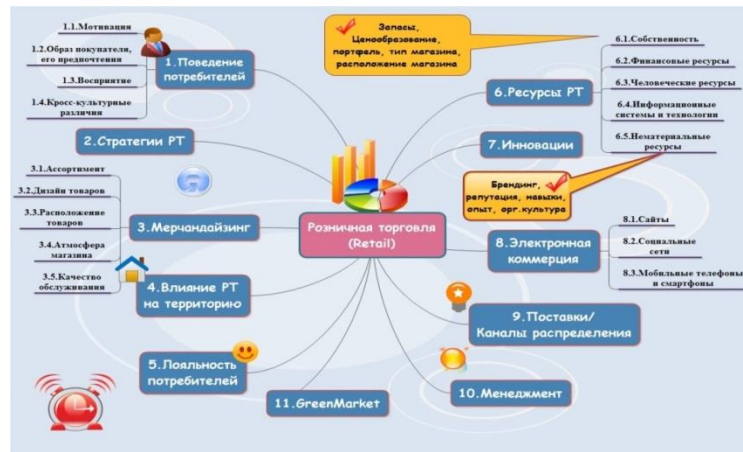 1.1.Мотивация
1.2.Образ покупателя,
его предпочтения
1.3.Восприятие
1.4.Кросс-культурные
различия
1.Поведение
потребителей
2.Стратегии РТ
3.1.Ассортимент
3.2.Дизайн товаров
3.3.Расположение
товаров
3.4.Атмосфера
магазина
3.5.Качество
обслуживания
3.Мерчандайзинг
4.Влияние РТ
на территорию
5.Лояльность
потребителей
11.GreenMarket
Розничная торговля
(Retail)
Запасы,
Ценообразование,
портфель, тип магазина,
расположение магазина
6.1.Собственность
6.2.Финансовые ресурсы
6.3.Человеческие ресурсы
6.4.Информационные
системы и технологии
6.5.Нематериальные
ресурсы
6.Ресурсы РТ
7.Инновации
Брендинг,
репутация, навыки,
опыт, орг.культура
8.1.Сайты
8.2.Социальные
сети
8.3.Мобильные телефоны
и смартфоны
8.Электронная
коммерция
9.Поставки/
Каналы распределения
10.Менеджмент